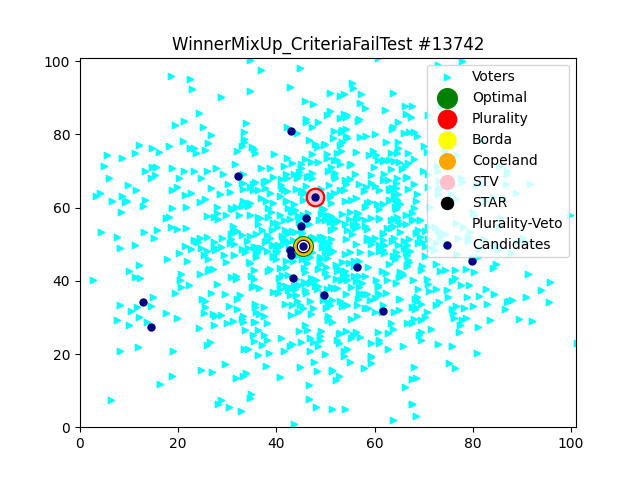 WinnerMixUp_CriteriaFailTest #13742
100
80
60
40
20
0
0
20
40
60
80
100
Voters
Optimal
Plurality
Borda
Copeland
STV
STAR
Plurality-Veto
Candidates